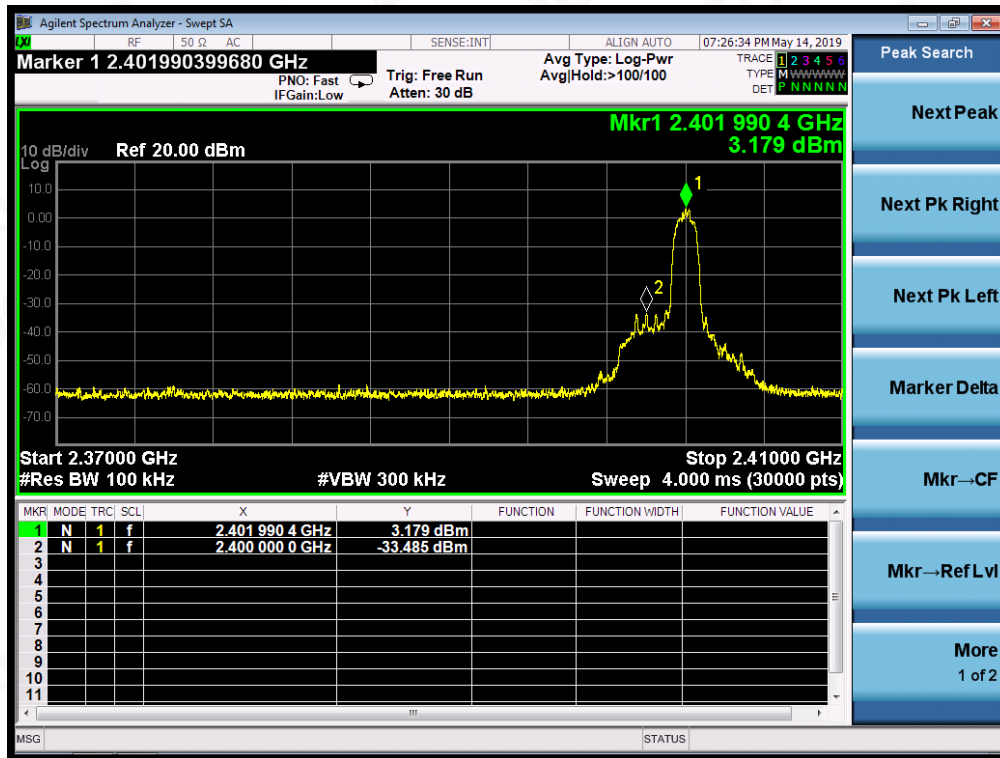 Agilent Spectrum Analyzer - Swept SA
LXI RF 50 Ω AC SENSE:INT ALIGN AUTO 07:26:34 PM May 14, 2019
Marker 1 2.401990399680 GHz
PNO: Fast
IFGain:Low
Trig: Free Run
Atten: 30 dB
Avg Type: Log-Pwr
Avg|Hold:>100/100
TRACE 1 2 3 4 5 6
TYPE M WWWWW
DET P N N N N N
Mkr1 2.401 990 4 GHz
3.179 dBm
10 dB/div Ref 20.00 dBm
Log
10.0
0.00
-10.0
-20.0
-30.0
-40.0
-50.0
-60.0
-70.0
1
2
Start 2.37000 GHz Stop 2.41000 GHz
#Res BW 100 kHz #VBW 300 kHz Sweep 4.000 ms (30000 pts)
MKR MODE TRC SCL X Y FUNCTION FUNCTION WIDTH FUNCTION VALUE
1 N 1 f 2.401 990 4 GHz 3.179 dBm
2 N 1 f 2.400 000 0 GHz -33.485 dBm
3
4
5
6
7
8
9
10
11
MSG STATUS
Peak Search
Next Peak
Next Pk Right
Next Pk Left
Marker Delta
Mkr→CF
Mkr→Ref Lvl
More
1 of 2